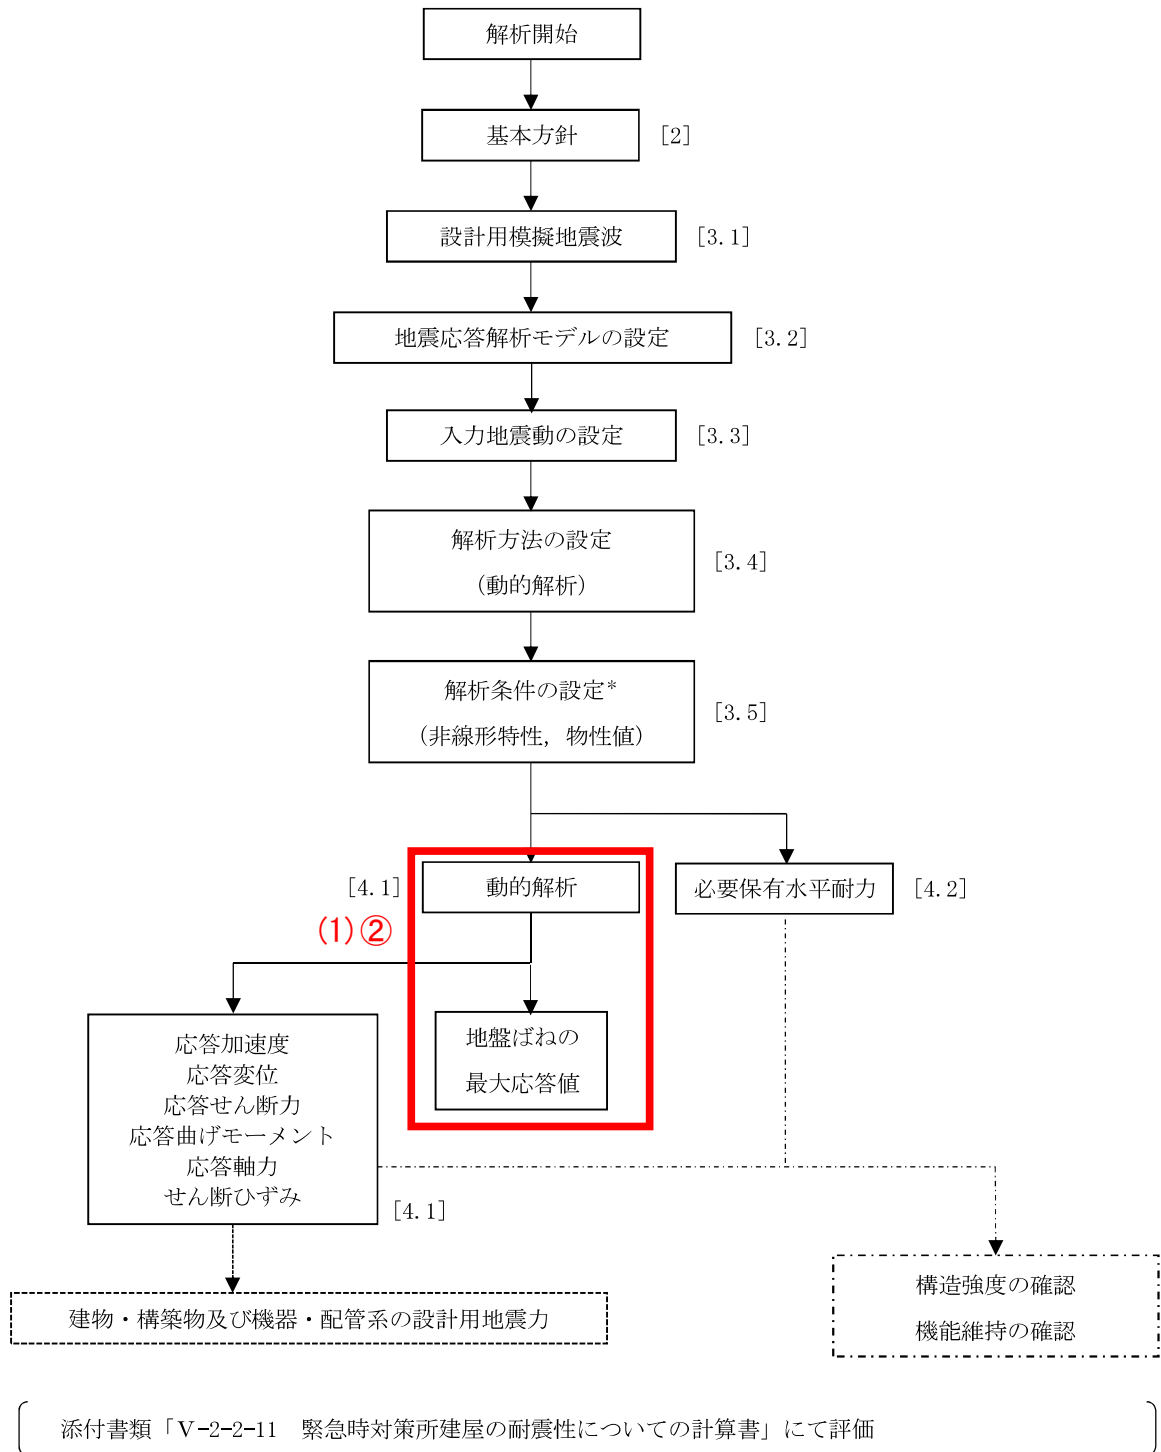 解析開始
基本方針 [2]
設計用模擬地震波 [3.1]
地震応答解析モデルの設定 [3.2]
入力地震動の設定 [3.3]
解析方法の設定
(動的解析)
[3.4]
解析条件の設定*
(非線形特性，物性値)
[3.5]
[4.1] 動的解析
必要保有水平耐力 [4.2]
(1)②
地盤ばねの
最大応答値
応答加速度
応答変位
応答せん断力
応答曲げモーメント
応答軸力
せん断ひずみ
[4.1]
建物・構築物及び機器・配管系の設計用地震力
構造強度の確認
機能維持の確認
添付書類「Ⅴ-2-2-11　緊急時対策所建屋の耐震性についての計算書」にて評価